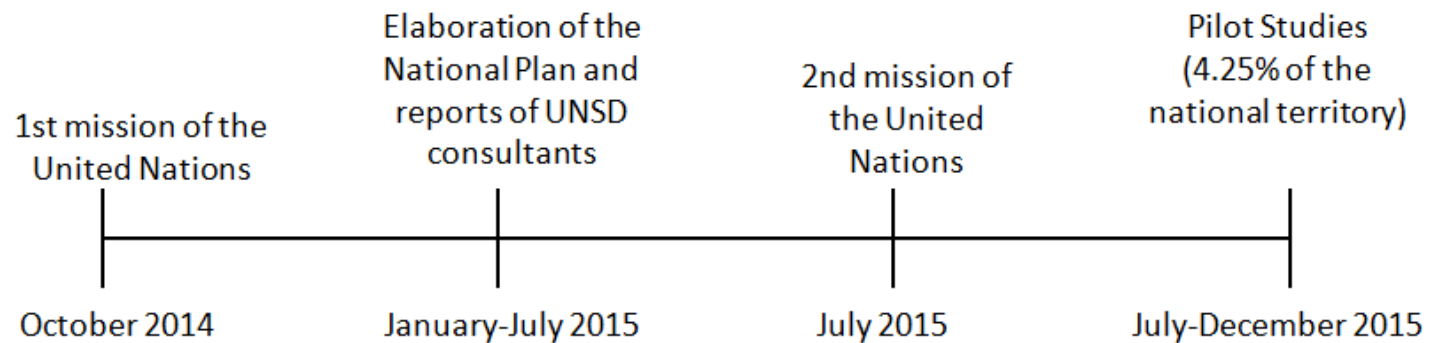 1st mission of the
United Nations
Elaboration of the
National Plan and
reports of UNSD
consultants
2nd mission of
the United
Nations
Pilot Studies
(4.25% of the
national territory)
October 2014
January-July 2015
July 2015
July-December 2015